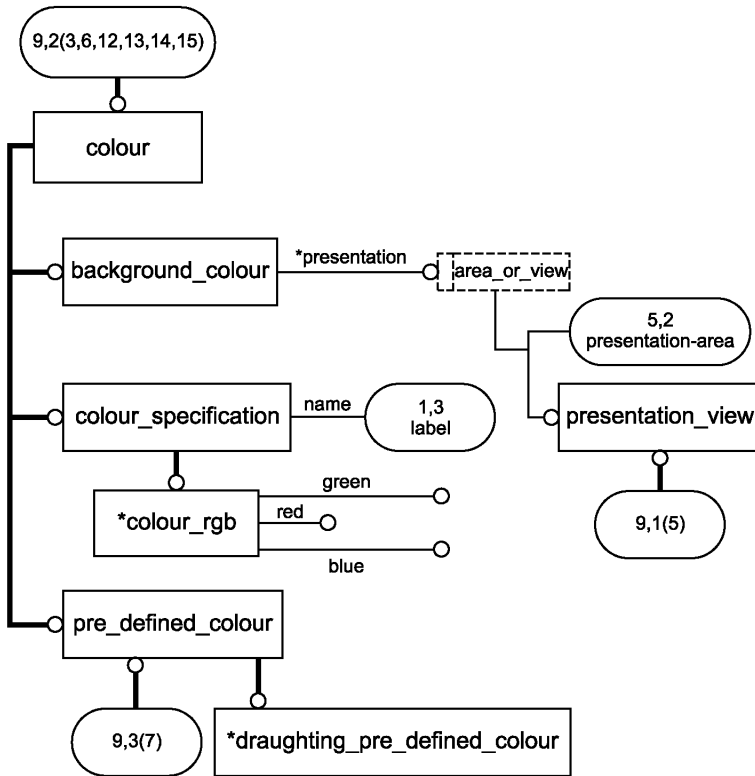 9,2(3,6,12,13,14,15)
colour
background_colour
*presentation
area_or_view
5,2
presentation-area
colour_specification
name
1,3
label
presentation_view
green
*colour_rgb
red
blue
9,1(5)
pre_defined_colour
9,3(7)
*draughting_pre_defined_colour